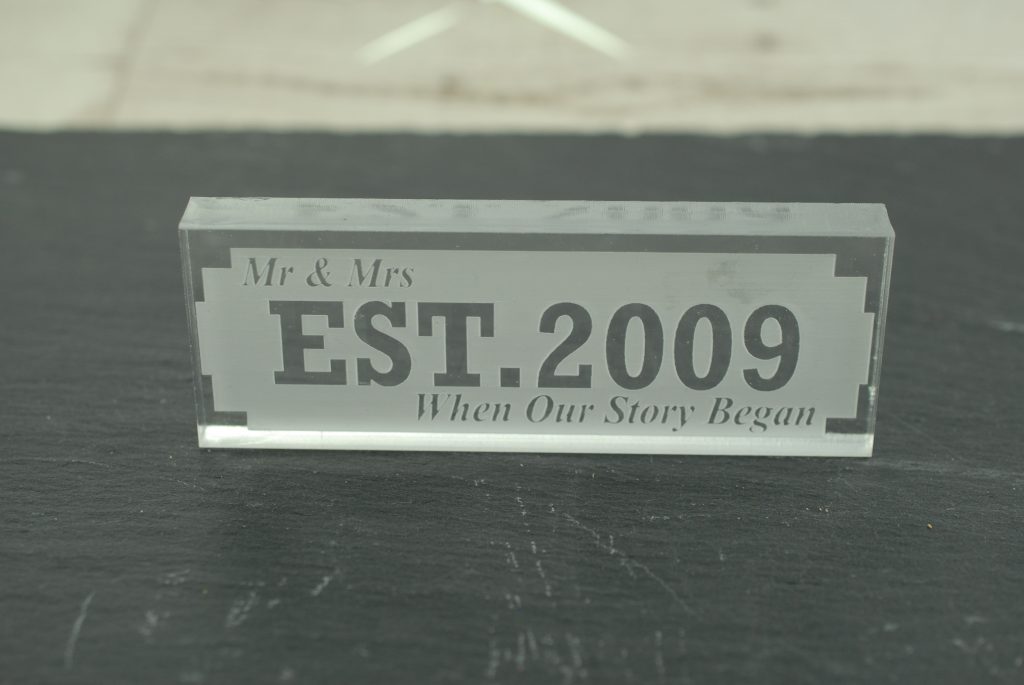 Mr & Mrs
EST.2009
When Our Story Began